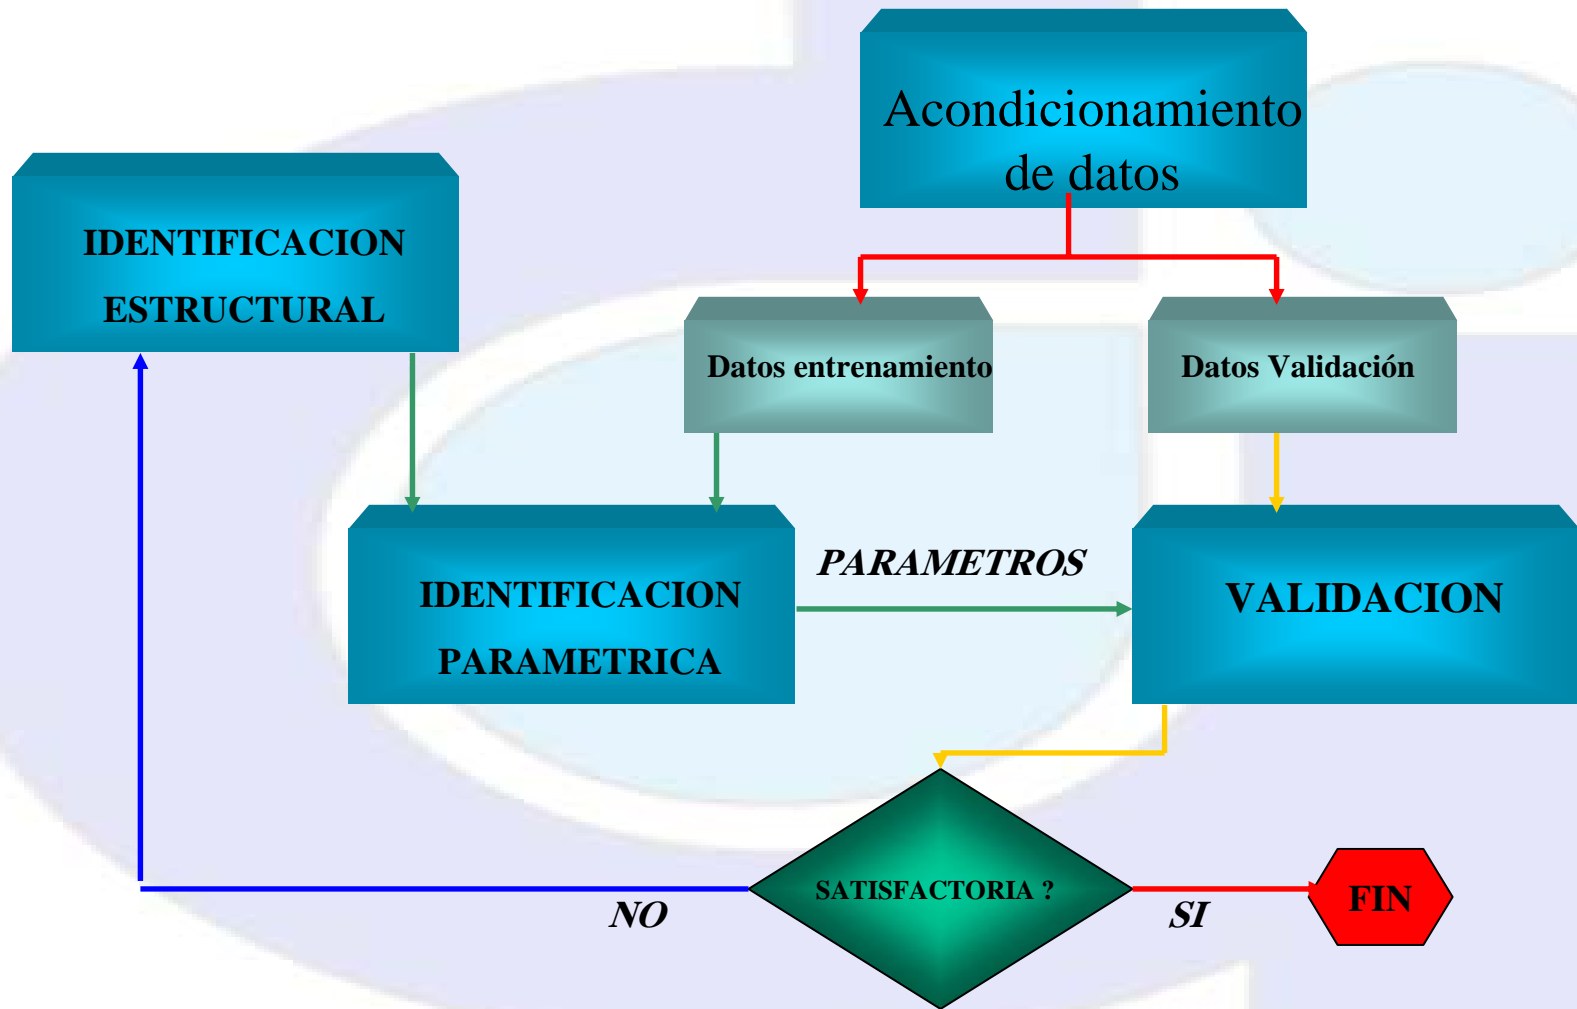 Acondicionamiento
de datos
IDENTIFICACION
ESTRUCTURAL
Datos entrenamiento
Datos Validación
IDENTIFICACION
PARAMETRICA
PARAMETROS
VALIDACION
SATISFACTORIA ?
NO
SI
FIN